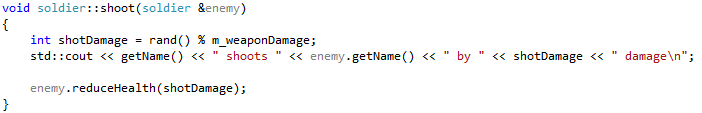 void soldier::shoot(soldier &enemy)
{
    int shotDamage = rand() % m_weaponDamage;
    std::cout << getName() << " shoots " << enemy.getName() << " by " << shotDamage << " damage\n";

    enemy.reduceHealth(shotDamage);
}